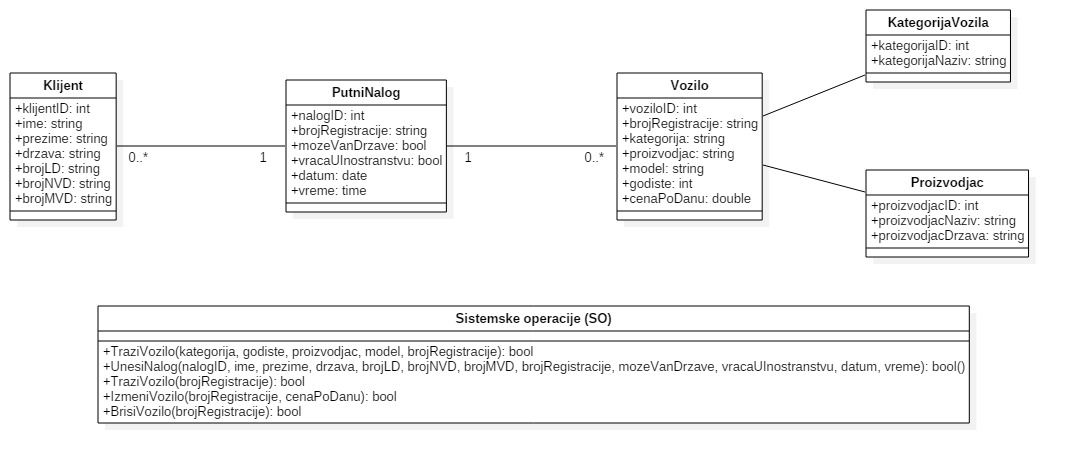 KategorijaVozila
+kategorijaID: int
+kategorijaNaziv: string
Klijent
+klijentID: int
+ime: string
+prezime: string
+drzava: string
+brojLD: string
+brojNVD: string
+brojMVD: string
0..*
1
PutniNalog
+nalogID: int
+brojRegistracije: string
+mozeVanDrzave: bool
+vracaUInostranstvu: bool
+datum: date
+vreme: time
1
0..*
Vozilo
+voziloID: int
+brojRegistracije: string
+kategorija: string
+proizvodjac: string
+model: string
+godiste: int
+cenaPoDanu: double
Proizvodjac
+proizvodjacID: int
+proizvodjacNaziv: string
+proizvodjacDrzava: string
Sistemske operacije (SO)
+TraziVozilo(kategorija, godiste, proizvodjac, model, brojRegistracije): bool
+UnesiNalog(nalogID, ime, prezime, drzava, brojLD, brojNVD, brojMVD, brojRegistracije, mozeVanDrzave, vracaUInostranstvu, datum, vreme): bool()
+TraziVozilo(brojRegistracije): bool
+IzmeniVozilo(brojRegistracije, cenaPoDanu): bool
+BrisiVozilo(brojRegistracije): bool